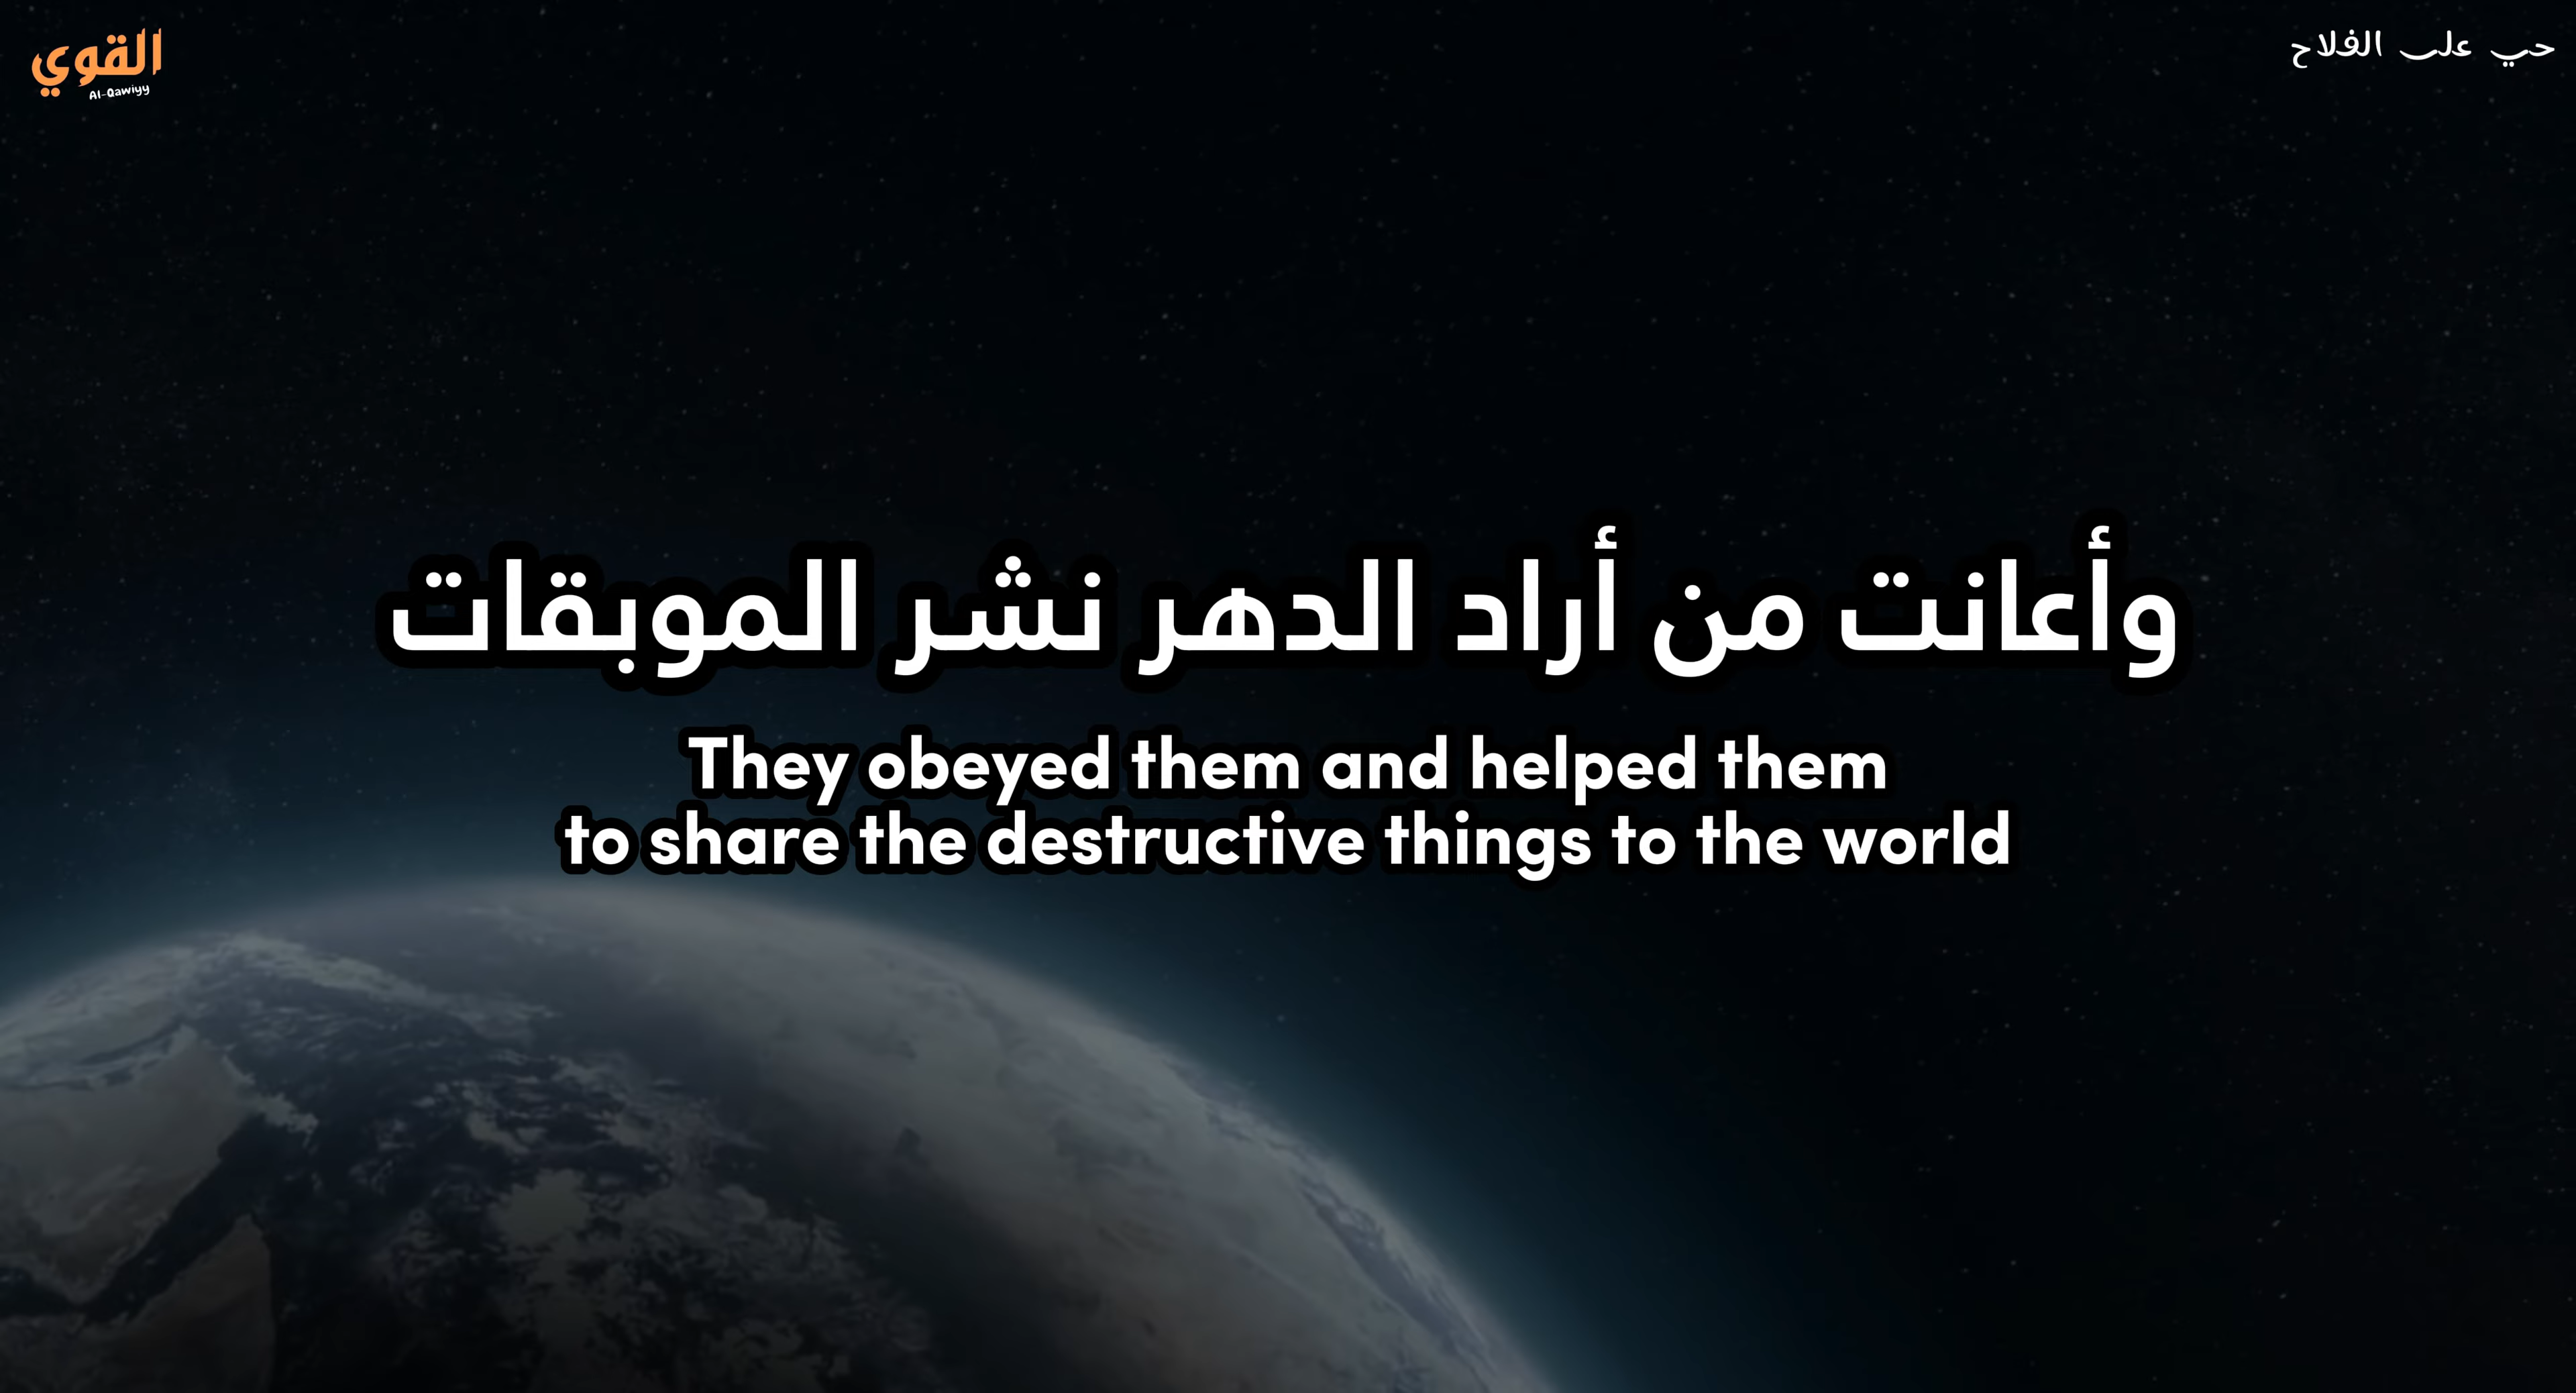 القوي
Al-Qawiyy
حي على الفلاح
وأعانت من أراد الدهر نشر الموبقات
They obeyed them and helped them
to share the destructive things to the world